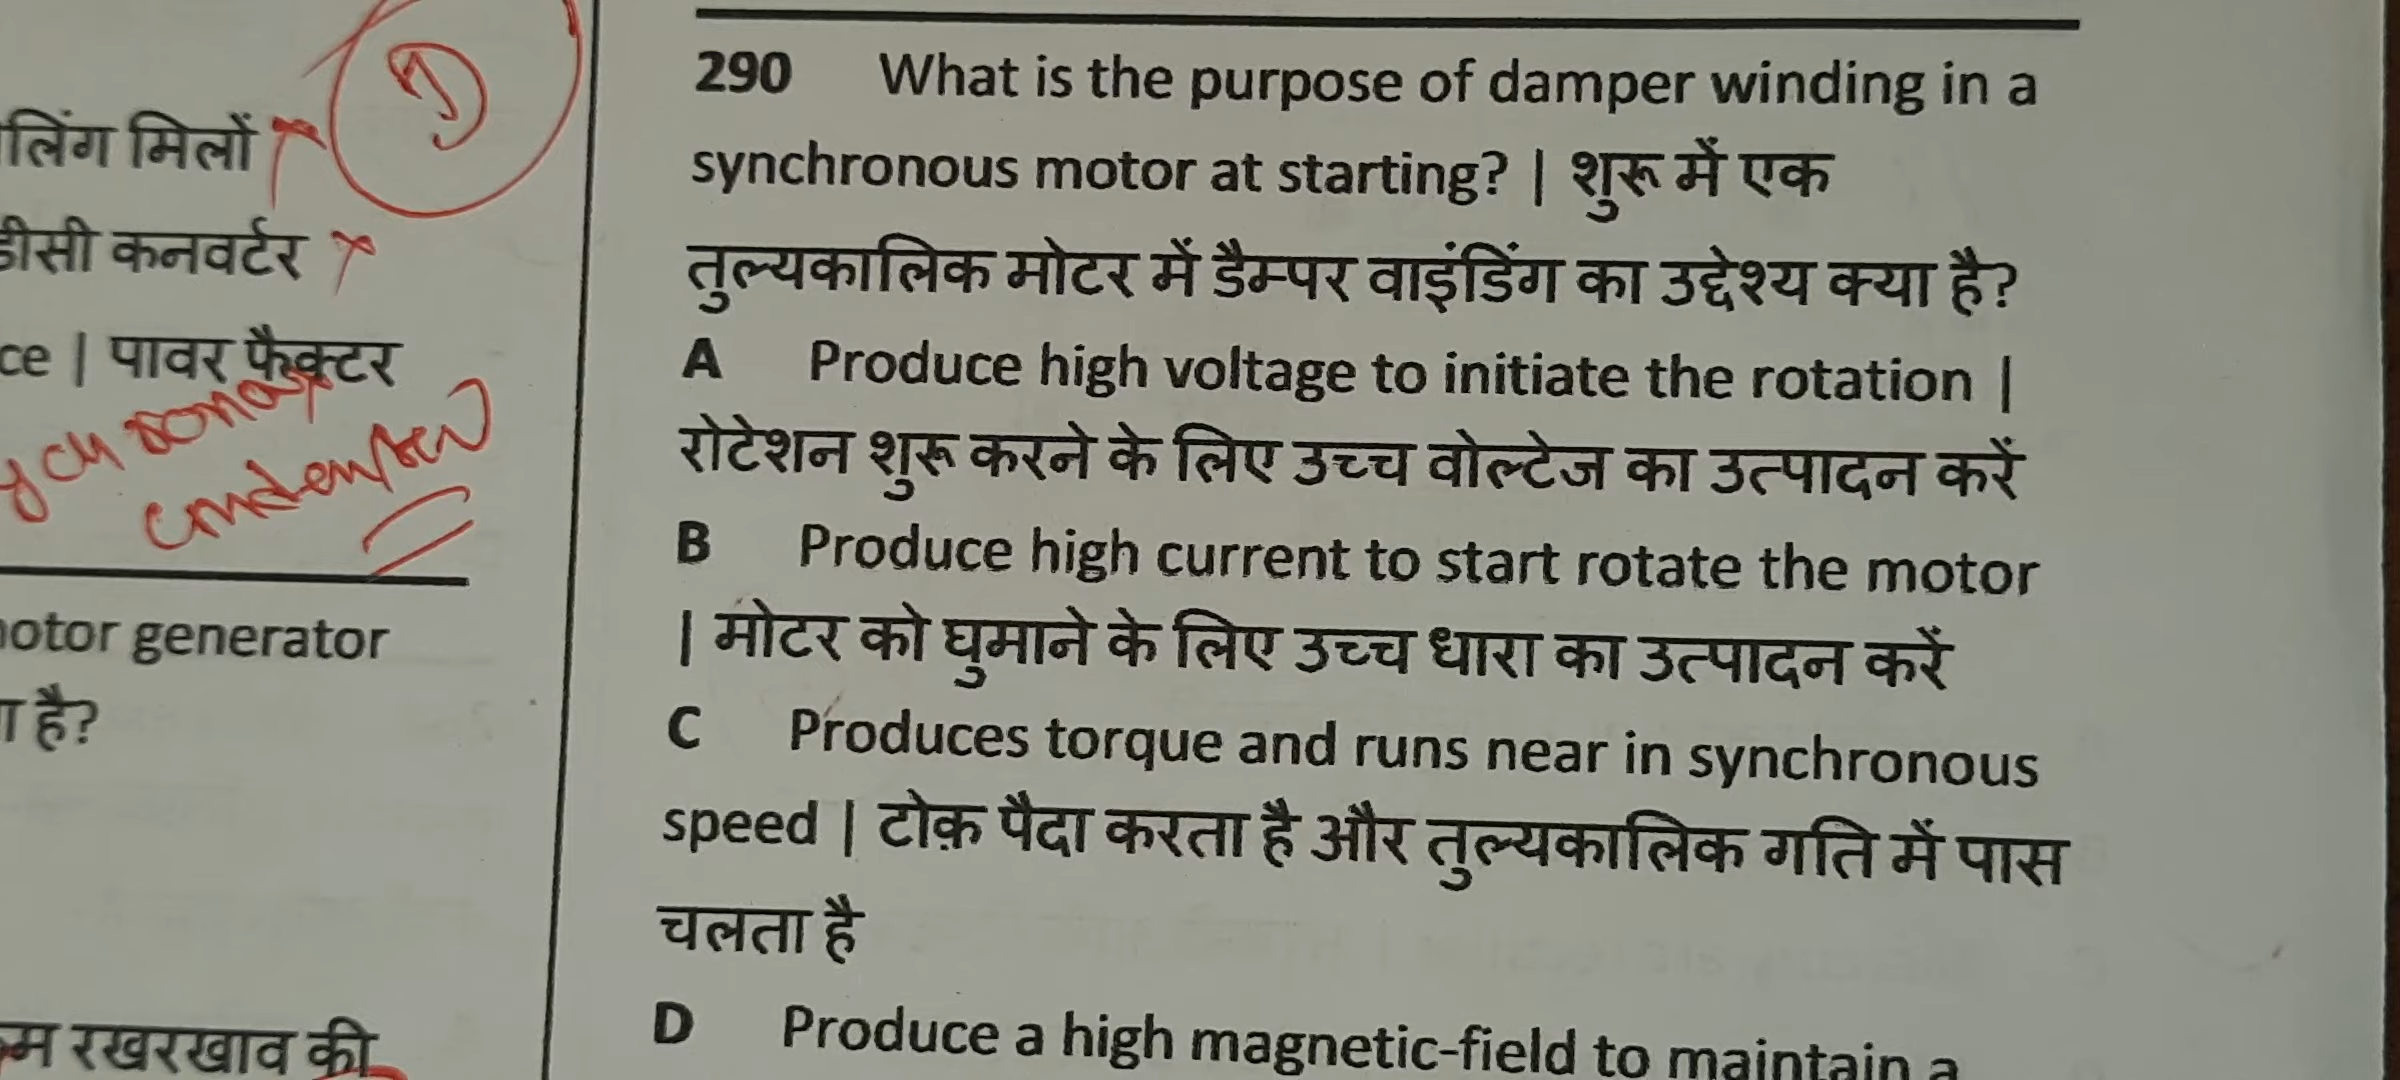 लिंग मिलों
डीसी कनवर्टर
ce | पावर फैक्टर
condenser
otor generator
है?
रखरखाव की
290 What is the purpose of damper winding in a
synchronous motor at starting? | शुरू में एक
तुल्यकालिक मोटर में डैम्पर वाइंडिंग का उद्देश्य क्या है?
A Produce high voltage to initiate the rotation |
रोटेशन शुरू करने के लिए उच्च वोल्टेज का उत्पादन करें
B Produce high current to start rotate the motor
| मोटर को घुमाने के लिए उच्च धारा का उत्पादन करें
C Produces torque and runs near in synchronous
speed | टोक़ पैदा करता है और तुल्यकालिक गति में पास
चलता है
D Produce a high magnetic-field to maintain a